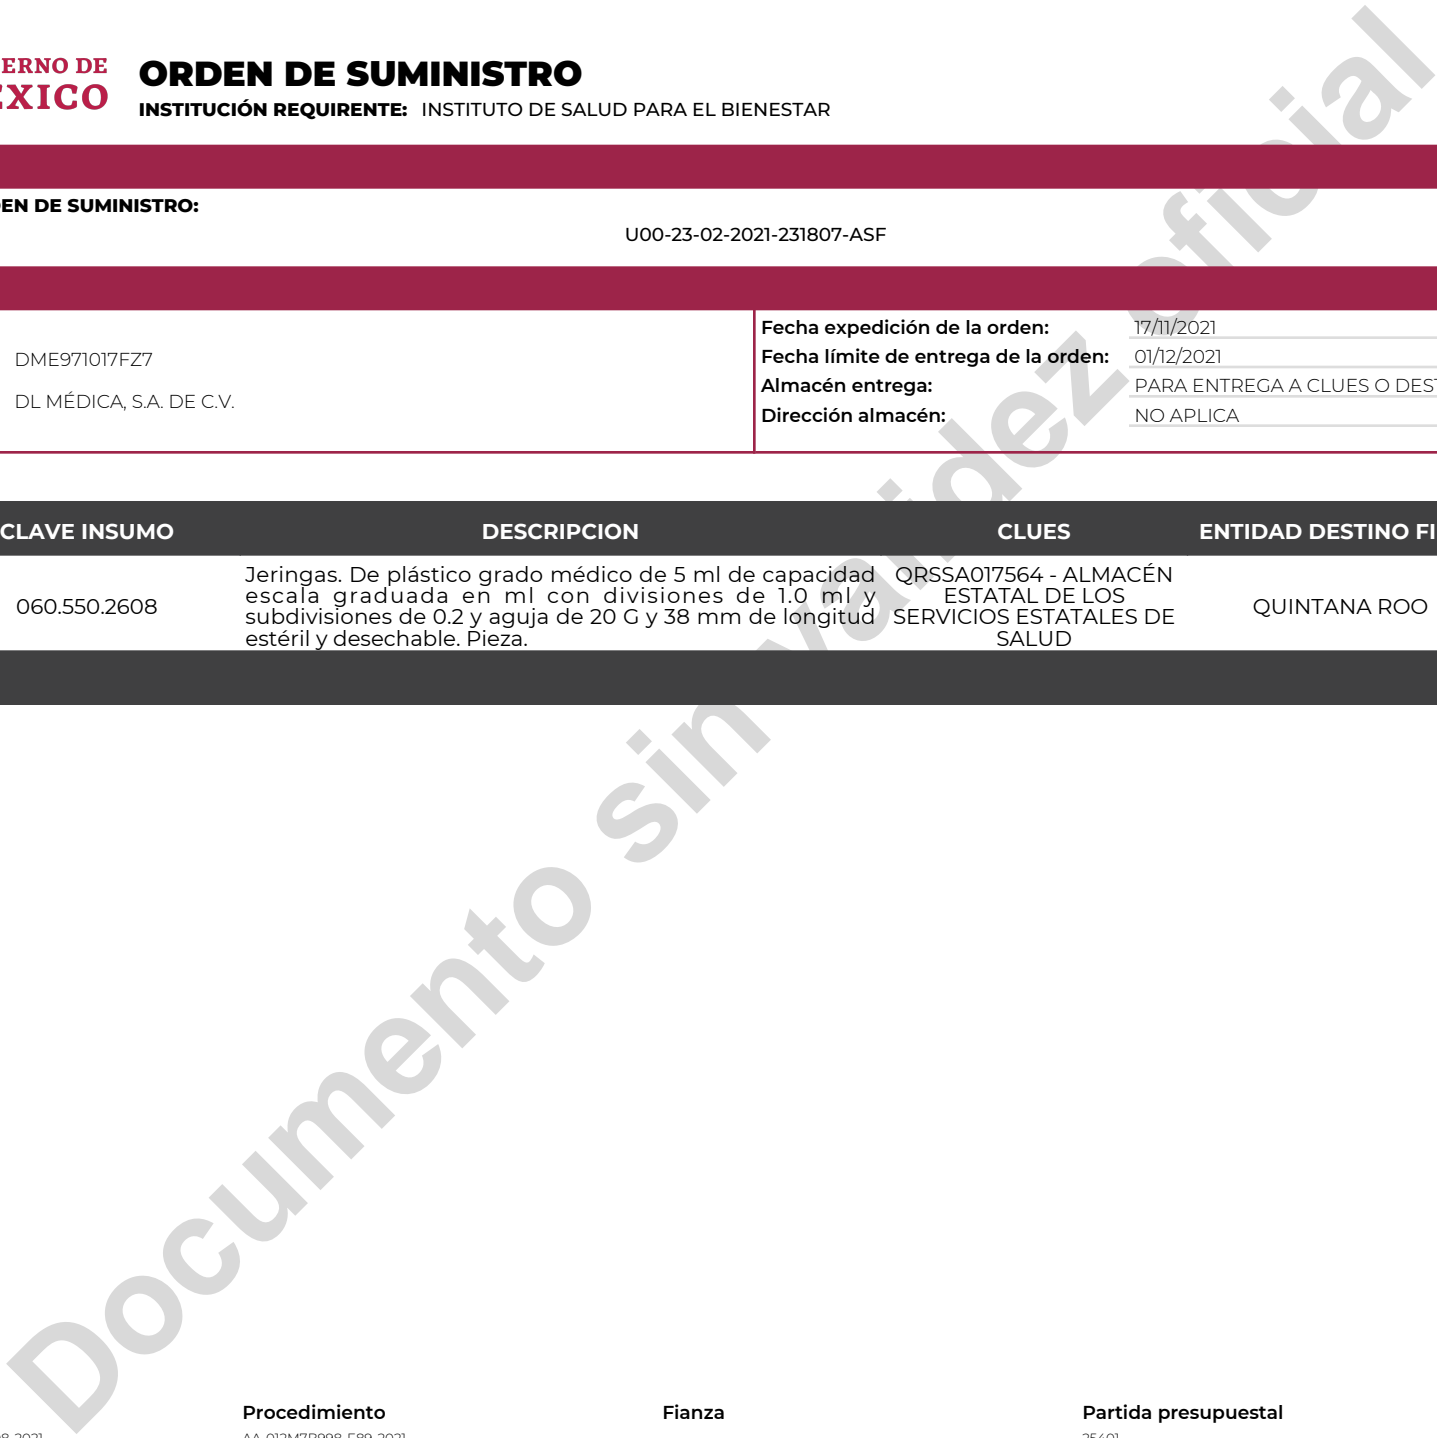 ERNO DE
ORDEN DE SUMINISTRO
INSTITUCIÓN REQUIRENTE: INSTITUTO DE SALUD PARA EL BIENESTAR
EN DE SUMINISTRO:
U00-23-02-2021-231807-ASF
DME971017FZ7
DL MÉDICA, S.A. DE C.V.
Fecha expedición de la orden: 17/11/2021
Fecha límite de entrega de la orden: 01/12/2021
Almacén entrega: PARA ENTREGA A CLUES O
Dirección almacén: NO APLICA
CLAVE INSUMO DESCRIPCION CLUES ENTIDAD DESTINO
060.550.2608
Jeringas. De plástico grado médico de 5 ml de capacidad
escala graduada en ml con divisiones de 1.0 ml y
subdivisiones de 0.2 y aguja de 20 G y 38 mm de longitud
estéril y desechable. Pieza.
QRSSA017564 - ALMACÉN
ESTATAL DE LOS
SERVICIOS ESTATALES DE
SALUD
QUINTANA ROO
Documento sin validez oficial
Procedimiento Fianza Partida presupuestal